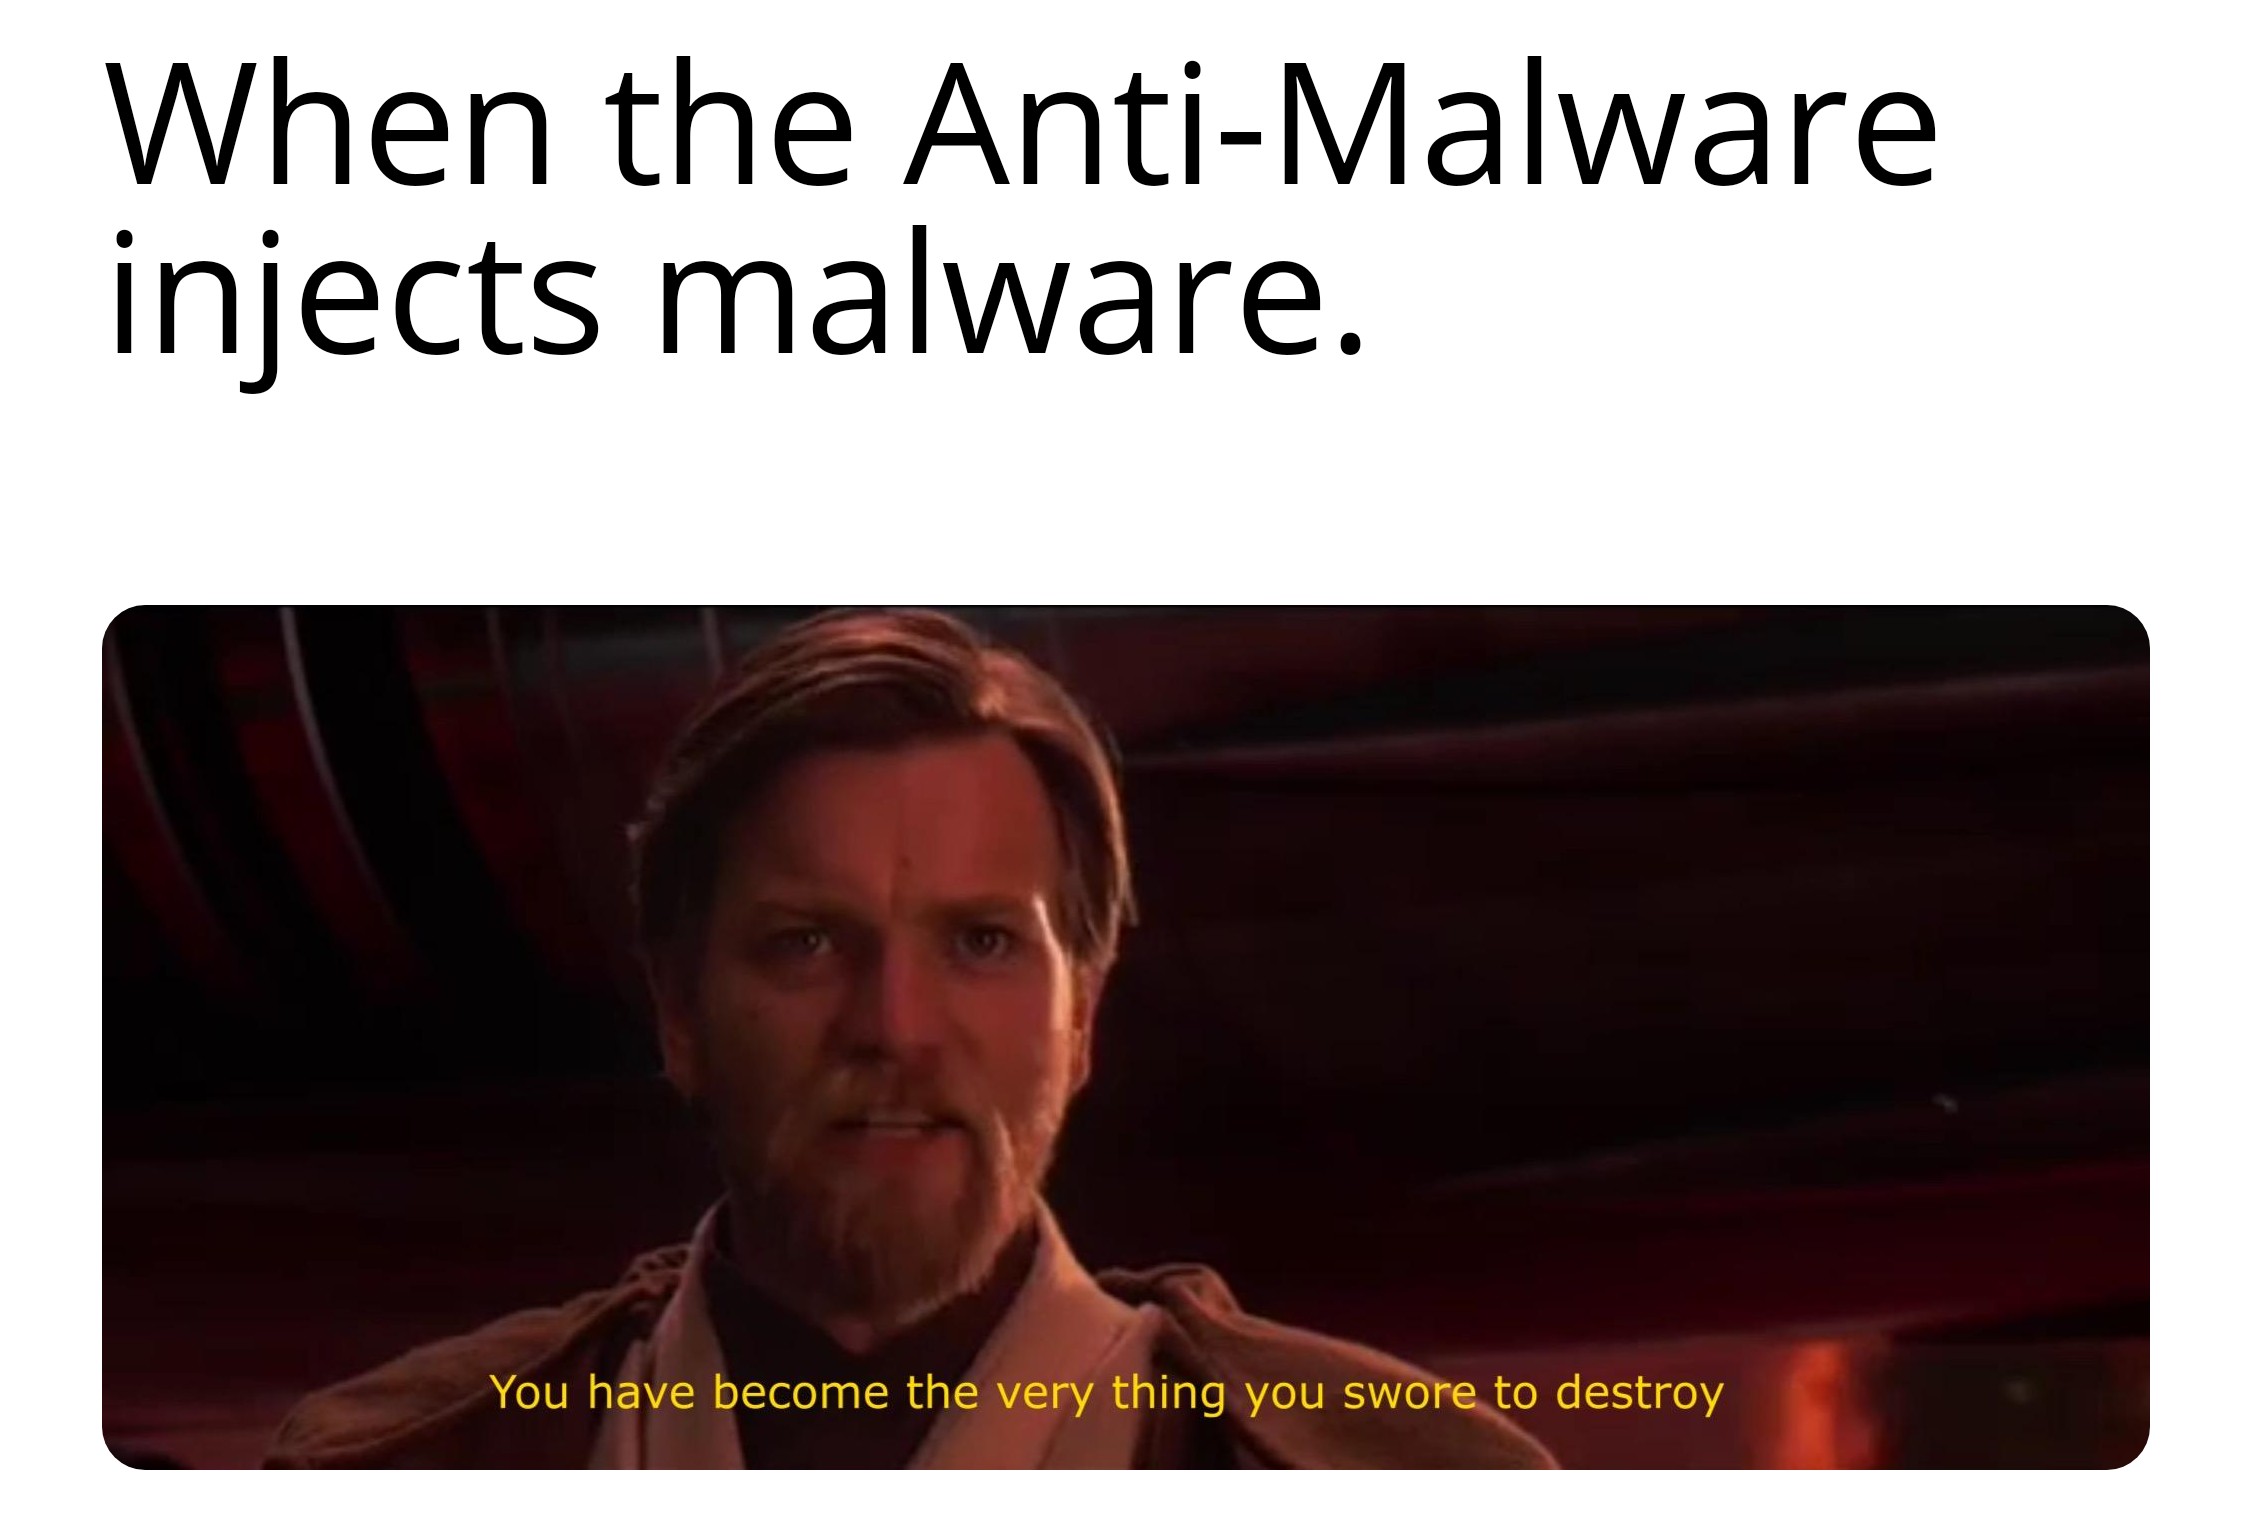 When the Anti-Malware
injects malware.
You have become the very thing you swore to destroy